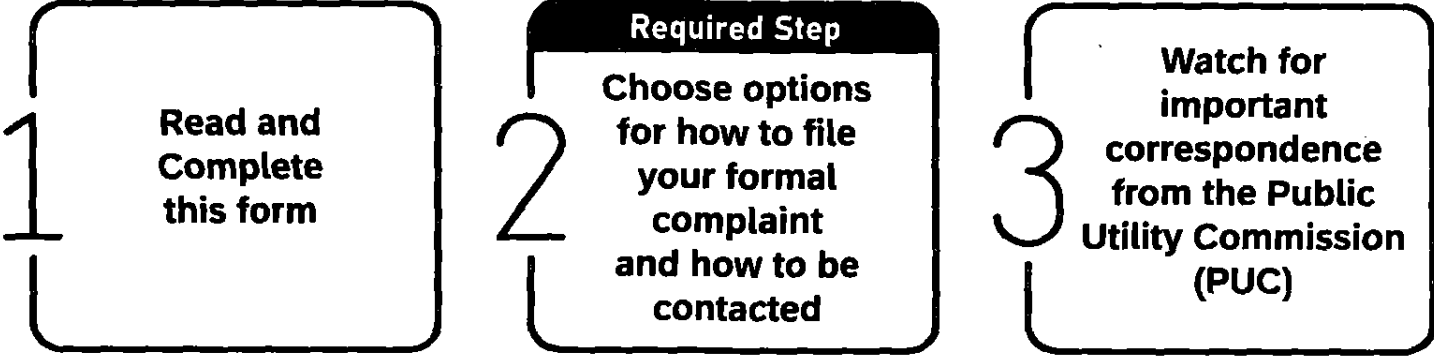 1
Read and
Complete
this form
Required Step
2
Choose options
for how to file
your formal
complaint
and how to be
contacted
3
Watch for
important
correspondence
from the Public
Utility Commission
(PUC)